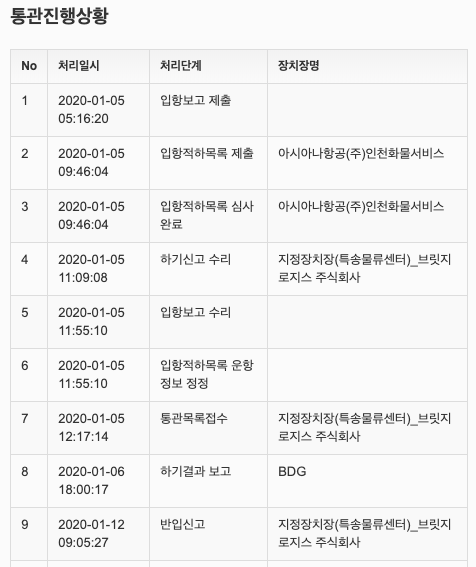 통관진행상황
No 처리일시 처리단계 장치장명
1 2020-01-05 입항보고 제출
05:16:20
2 2020-01-05 입항적하목록 제출 아시아나항공(주)인천화물서비스
09:46:04
3 2020-01-05 입항적하목록 심사 아시아나항공(주)인천화물서비스
09:46:04 완료
4 2020-01-05 하기신고 수리 지정장치장(특송물류센터)_브릿지
11:09:08 로지스 주식회사
5 2020-01-05 입항보고 수리
11:55:10
6 2020-01-05 입항적하목록 운항
11:55:10 정보 정정
7 2020-01-05 통관목록접수 지정장치장(특송물류센터)_브릿지
12:17:14 로지스 주식회사
8 2020-01-06 하기결과 보고 BDG
18:00:17
9 2020-01-12 반입신고 지정장치장(특송물류센터)_브릿지
09:05:27 로지스 주식회사